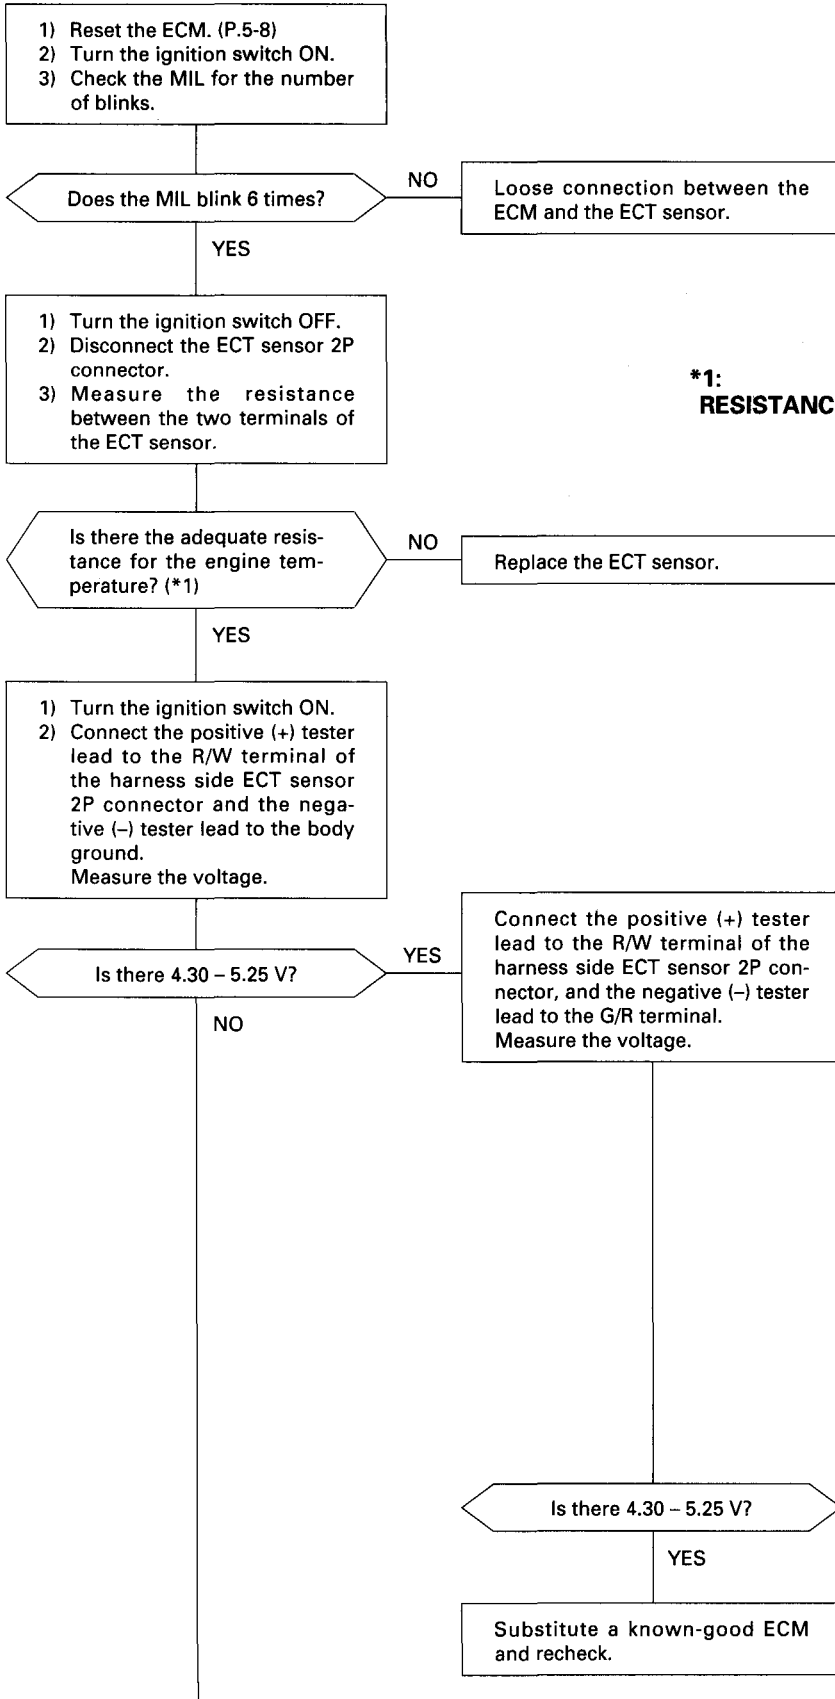 1) Reset the ECM. (P.5-8)
2) Turn the ignition switch ON.
3) Check the MIL for the number
of blinks.
Does the MIL blink 6 times?
NO
Loose connection between the
ECM and the ECT sensor.
YES
1) Turn the ignition switch OFF.
2) Disconnect the ECT sensor 2P
connector.
3) Measure the resistance
between the two terminals of
the ECT sensor.
*1:
RESISTANC
Is there the adequate resis-
tance for the engine tem-
perature? (*1)
NO
Replace the ECT sensor.
YES
1) Turn the ignition switch ON.
2) Connect the positive (+) tester
lead to the R/W terminal of
the harness side ECT sensor
2P connector and the nega-
tive (–) tester lead to the body
ground.
Measure the voltage.
Is there 4.30 – 5.25 V?
YES
Connect the positive (+) tester
lead to the R/W terminal of the
harness side ECT sensor 2P con-
nector, and the negative (–) tester
lead to the G/R terminal.
Measure the voltage.
NO
Is there 4.30 – 5.25 V?
YES
Substitute a known-good ECM
and recheck.